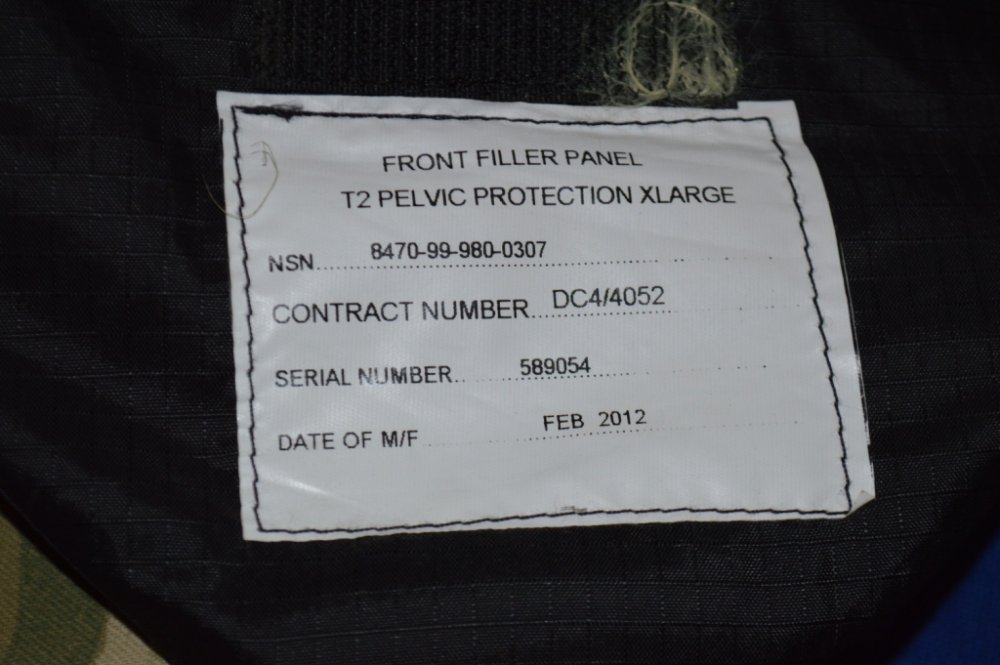 FRONT FILLER PANEL
T2 PELVIC PROTECTION XLARGE
NSN..............8470-99-980-0307
CONTRACT NUMBER....DC4/4052
SERIAL NUMBER..........589054
DATE OF M/F..............FEB 2012